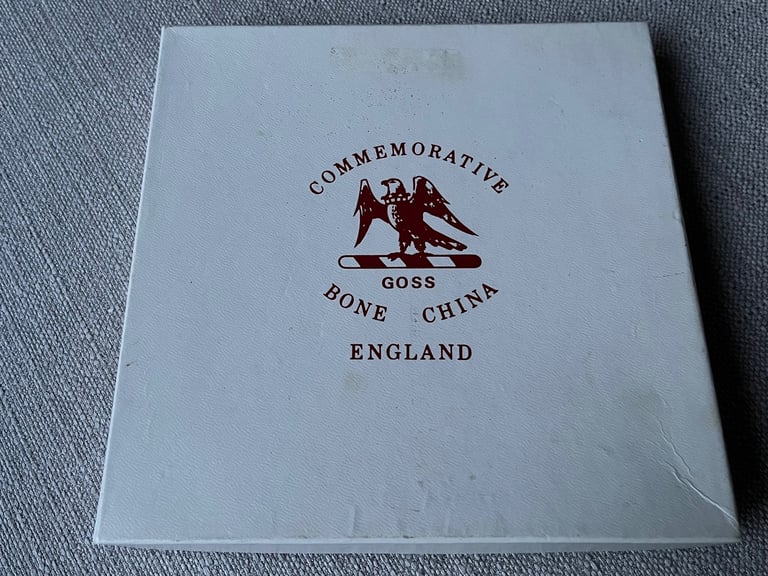 COMMEMORATIVE
GOSS
BONE CHINA
ENGLAND